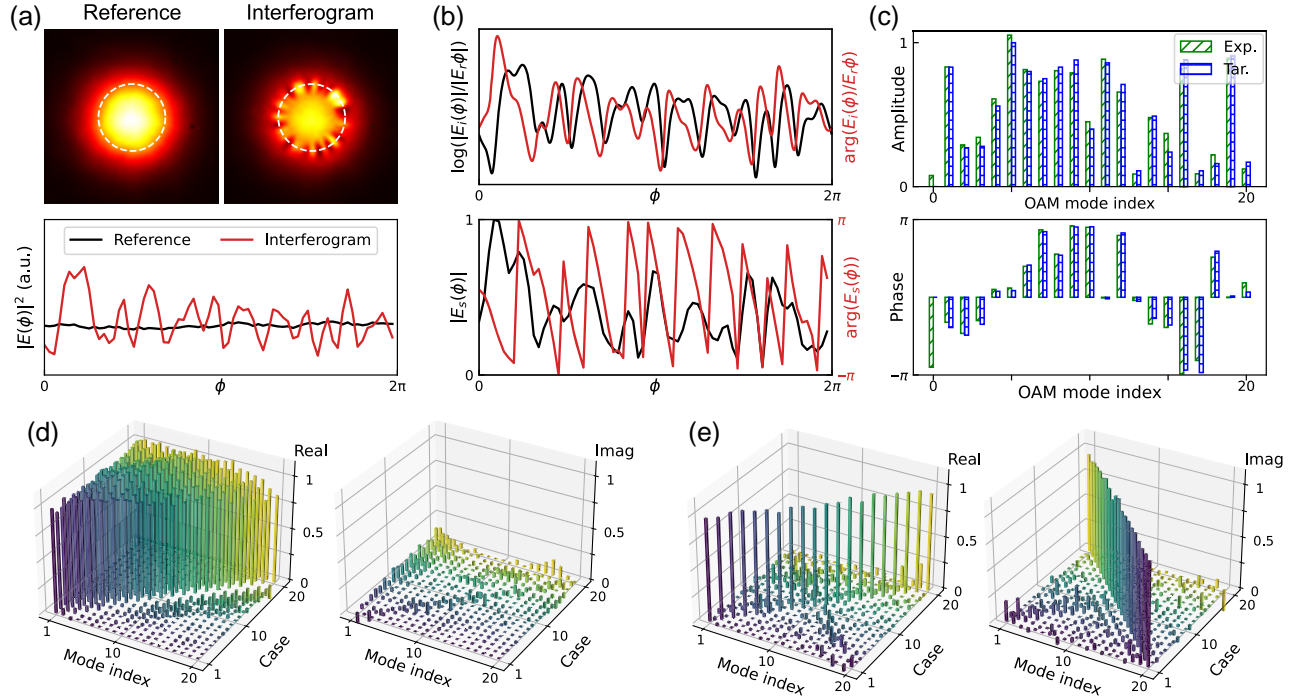 (a)
Reference
Interferogram
|E(ϕ)|² (a.u.)
Reference
Interferogram
0
ϕ
2π
(b)
log(|E_i(ϕ)|/|E_rϕ|
arg(E_i(ϕ)/E_rϕ)
0
ϕ
2π
|E_s(ϕ)|
1
0
arg(E_s(ϕ))
π
−π
0
ϕ
2π
(c)
Amplitude
1
0
Exp.
Tar.
0
OAM mode index
20
Phase
π
−π
0
OAM mode index
20
(d)
Real
1
0.5
0
20
10
1
Case
1
10
20
Mode index
Imag
1
0.5
0
20
10
1
Case
1
10
20
Mode index
(e)
Real
1
0.5
0
20
10
1
Case
1
10
20
Mode index
Imag
1
0.5
0
20
10
1
Case
1
10
20
Mode index